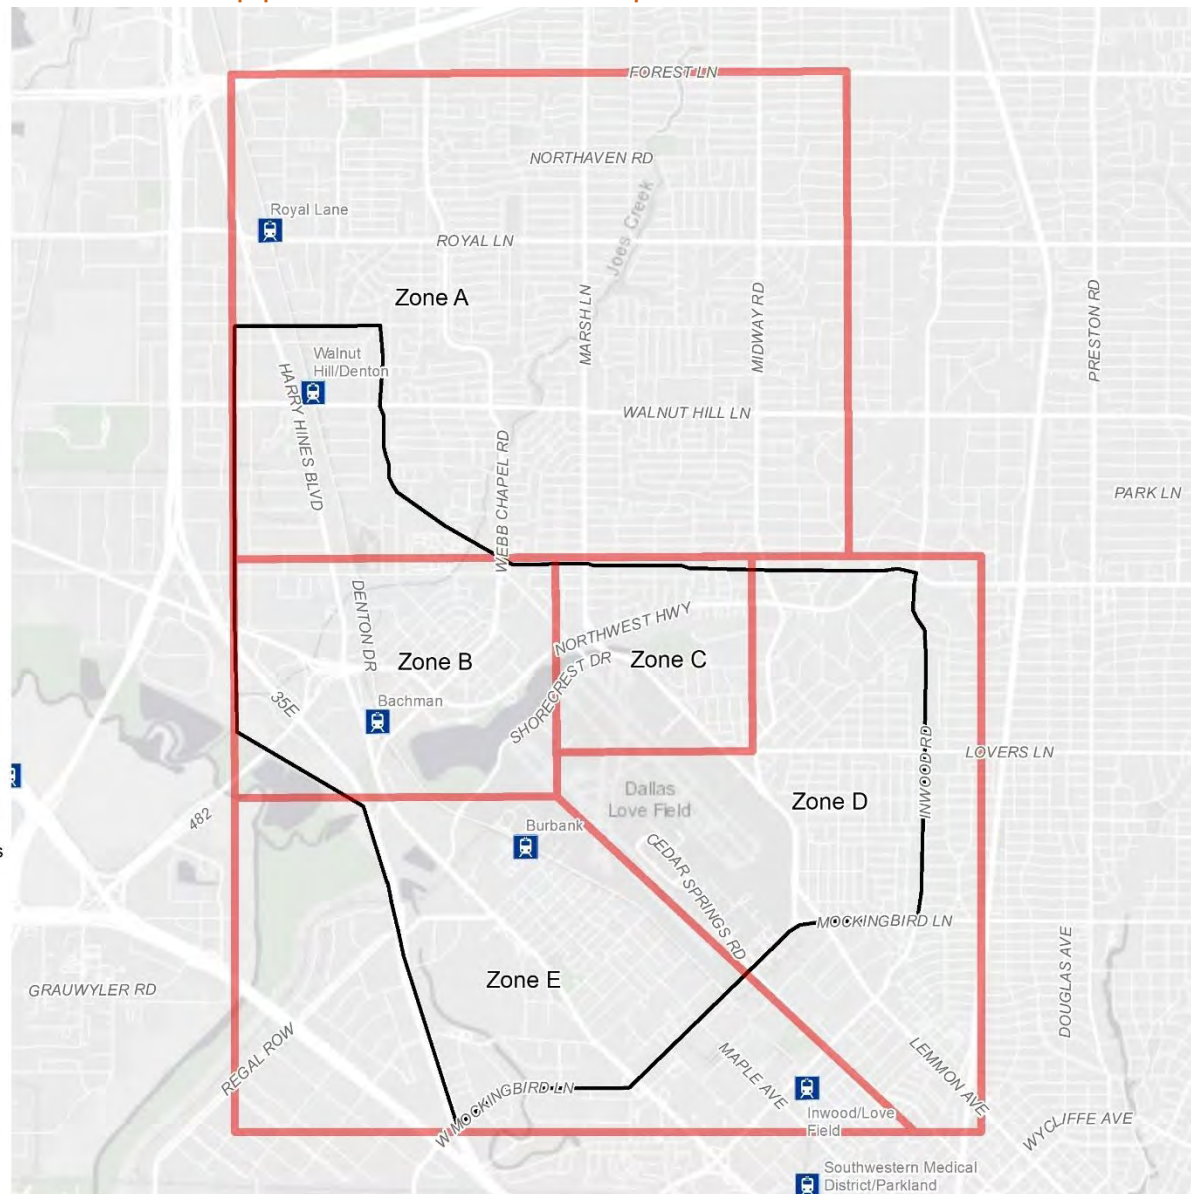 FOREST LN
NORTHAVEN RD
Joes Creek
Royal Lane
ROYAL LN
Zone A
MARSH LN
MIDWAY RD
PRESTON RD
Walnut
Hill/Denton
HARRY HINES BLVD
WALNUT HILL LN
WEBB CHAPEL RD
PARK LN
DENTON DR
NORTHWEST HWY
Zone B
Zone C
SHORECREST DR
Bachman
35E
INWOOD RD
LOVERS LN
Dallas
Love Field
Zone D
482
Burbank
CEDAR SPRINGS RD
MOCKINGBIRD LN
s
Zone E
DOUGLAS AVE
GRAUWYLER RD
REGAL ROW
MAPLE AVE
LEMMON AVE
W MOCKINGBIRD LN
Inwood/Love
Field
WYCLIFFE AVE
Southwestern Medical
District/Parkland